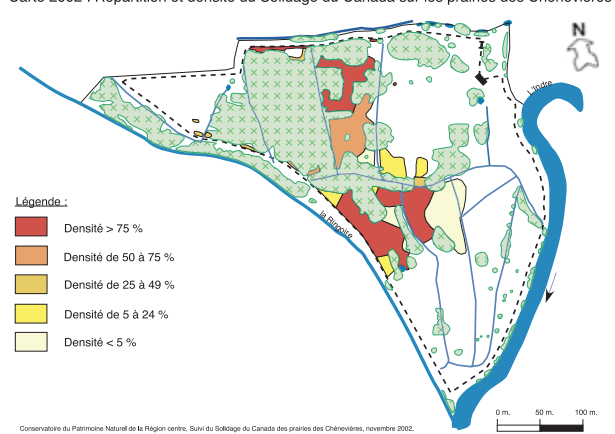 Carte 2002 : Répartition et densité du Solidage du Canada sur les prairies des Chènevières
N
L'Indre
la Ringoire
Légende :
Densité > 75 %
Densité de 50 à 75 %
Densité de 25 à 49 %
Densité de 5 à 24 %
Densité < 5 %
0 m. 50 m. 100 m.
Conservatoire du Patrimoine Naturel de la Région centre, Suivi du Solidage du Canada des prairies des Chènevières, novembre 2002.